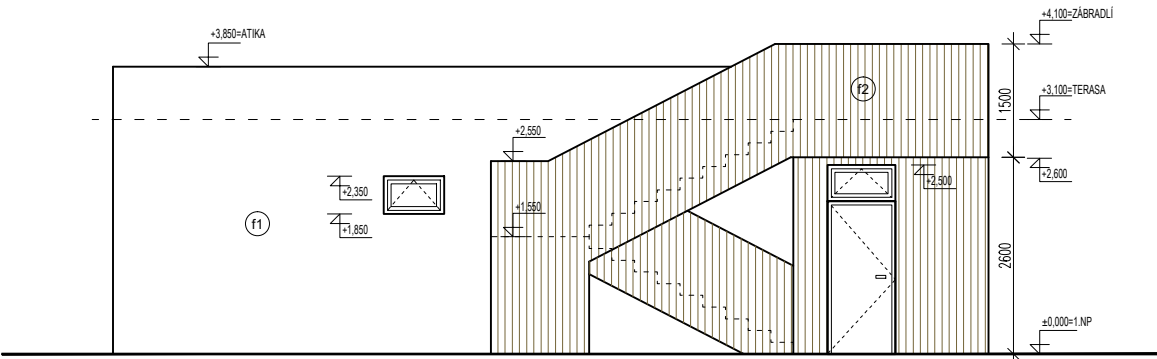 +4,100=ZÁBRADLÍ
+3,850=ATIKA
f2
+3,100=TERASA
1500
+2,550
+2,500
+2,600
+2,350
+1,550
f1
+1,850
2600
±0,000=1.NP